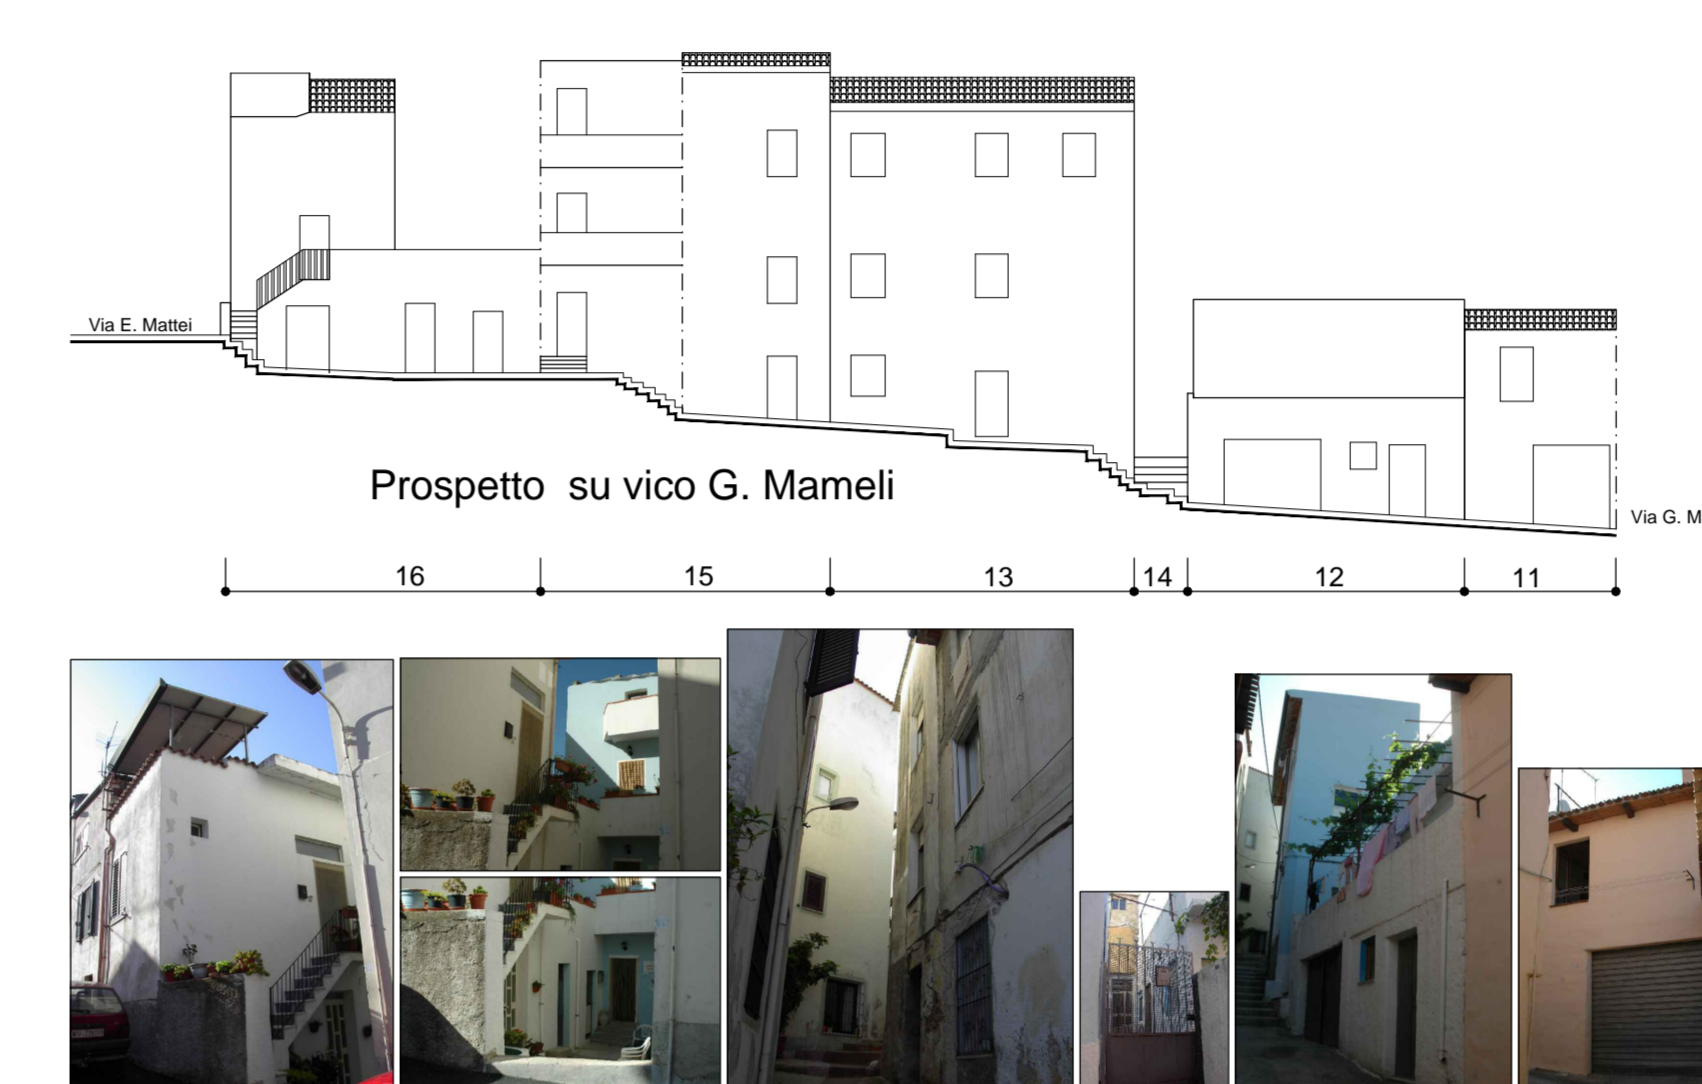 Via E. Mattei
Prospetto su vico G. Mameli
Via G. M
16 15 13 14 12 11